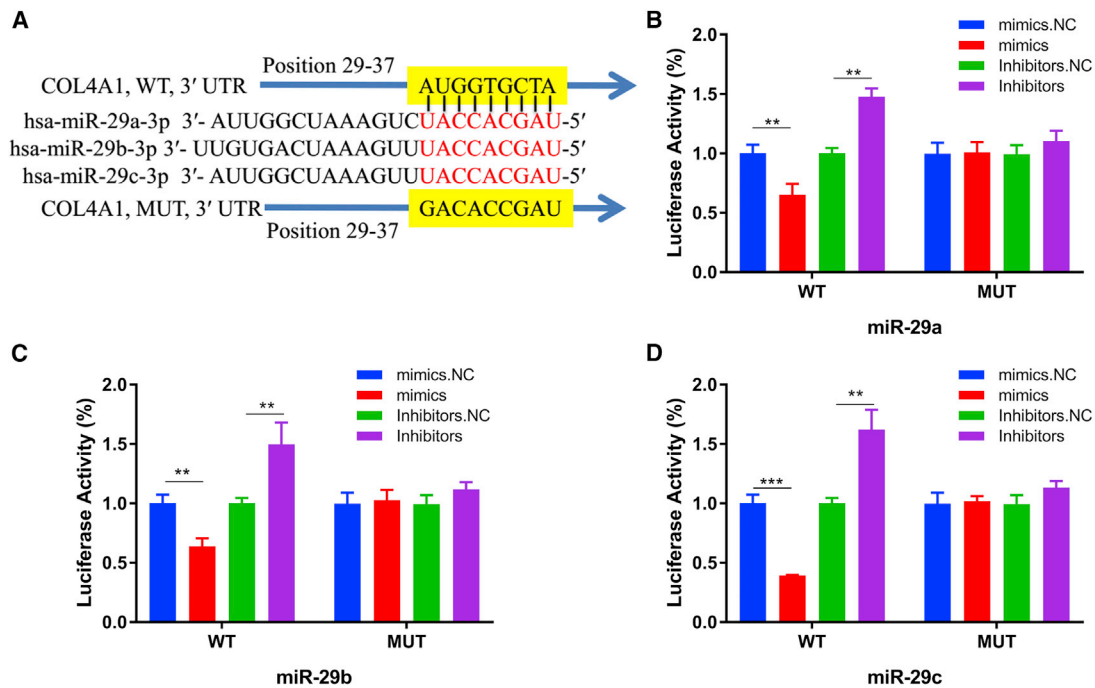 A
Position 29-37
COL4A1, WT, 3′ UTR AUGGTGCTA
hsa-miR-29a-3p 3′- AUUGGCUAAAGUCUACCACGAU-5′
hsa-miR-29b-3p 3′- UUGUGACUAAAGUUUACCACGAU-5′
hsa-miR-29c-3p 3′- AUUGGCUAAAGUUUACCACGAU-5′
COL4A1, MUT, 3′ UTR GACACCGAU
Position 29-37
B
mimics.NC
mimics
Inhibitors.NC
Inhibitors
Luciferase Activity (%)
2.0
1.5
1.0
0.5
0.0
**
**
WT MUT
miR-29a
C
mimics.NC
mimics
Inhibitors.NC
Inhibitors
Luciferase Activity (%)
2.0
1.5
1.0
0.5
0.0
**
**
WT MUT
miR-29b
D
mimics.NC
mimics
Inhibitors.NC
Inhibitors
Luciferase Activity (%)
2.0
1.5
1.0
0.5
0.0
***
**
WT MUT
miR-29c